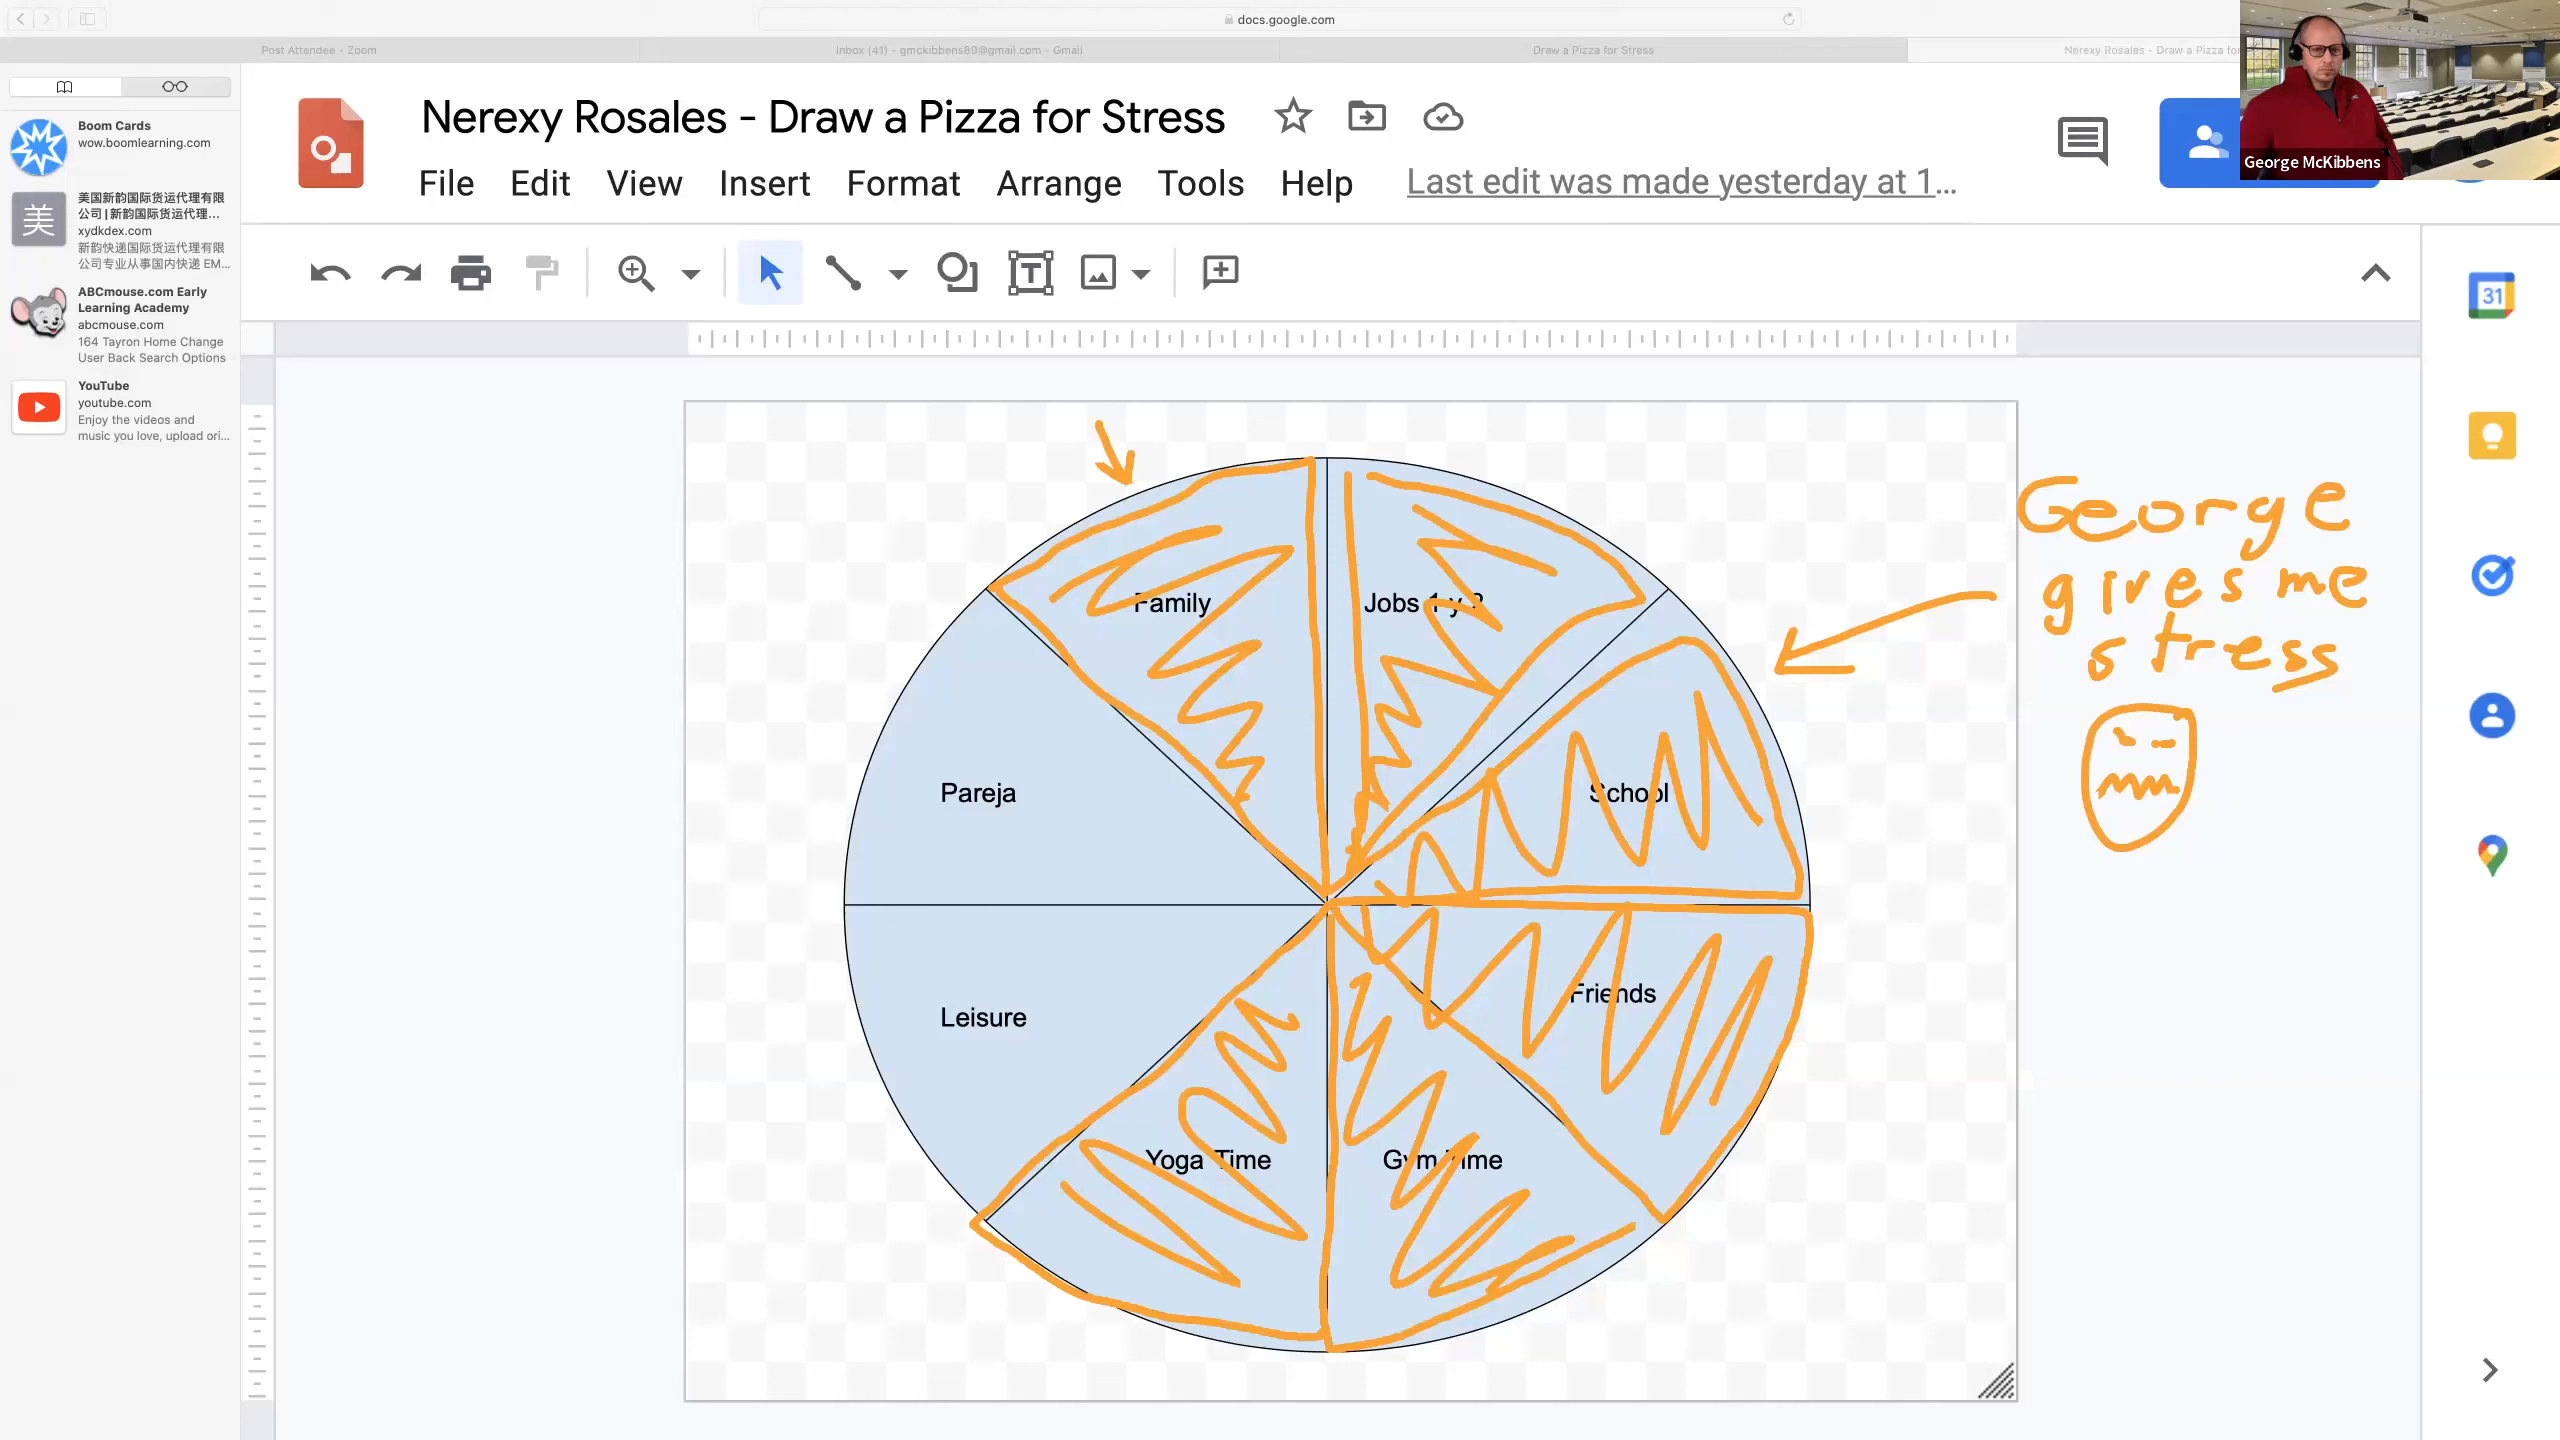 docs.google.com
Post Attendee - Zoom
Inbox (41) - gmckibbens80@gmail.com - Gmail
Draw a Pizza for Stress
Nerexy Rosales - Draw a Pizza for
Boom Cards
wow.boomlearning.com
美国新韵国际货运代理有限
公司 | 新韵国际货运代理...
xydkdex.com
新韵快递国际货运代理有限
公司专业从事国内快递 EM...
美
ABCmouse.com Early
Learning Academy
abcmouse.com
164 Tayron Home Change
User Back Search Options
YouTube
youtube.com
Enjoy the videos and
music you love, upload ori...
Nerexy Rosales - Draw a Pizza for Stress
File Edit View Insert Format Arrange Tools Help Last edit was made yesterday at 1...
George McKibbens
31
Family
Jobs 1 y 2
Pareja
School
Leisure
Friends
Yoga Time
Gym Time
George
gives me
stress